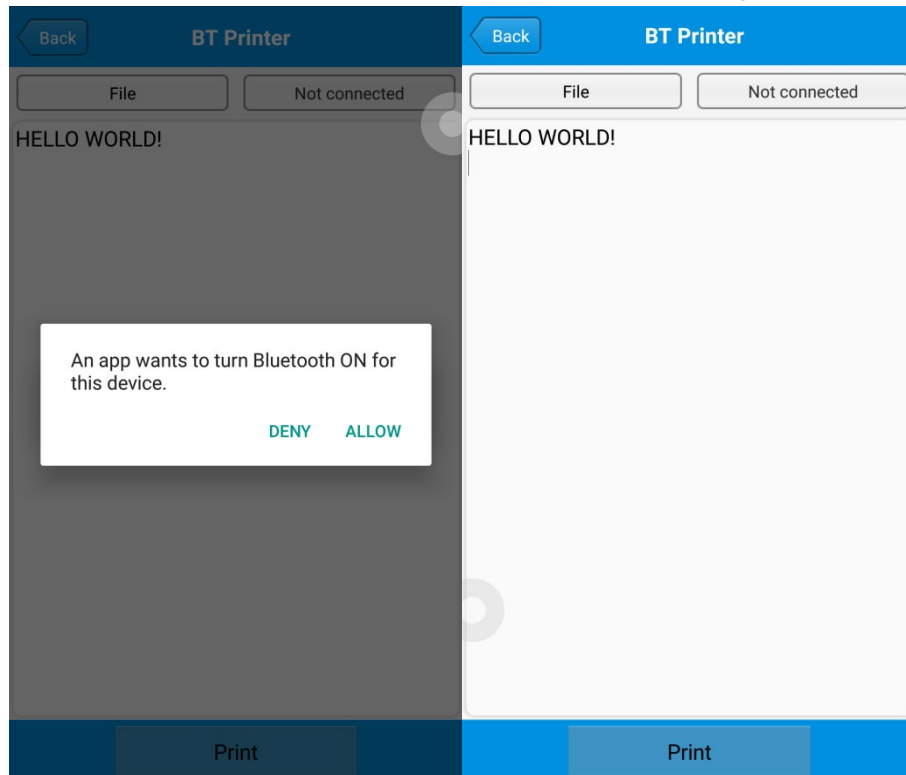 Back
BT Printer
File
Not connected
HELLO WORLD!
An app wants to turn Bluetooth ON for
this device.
DENY
ALLOW
Print
Back
BT Printer
File
Not connected
HELLO WORLD!
Print